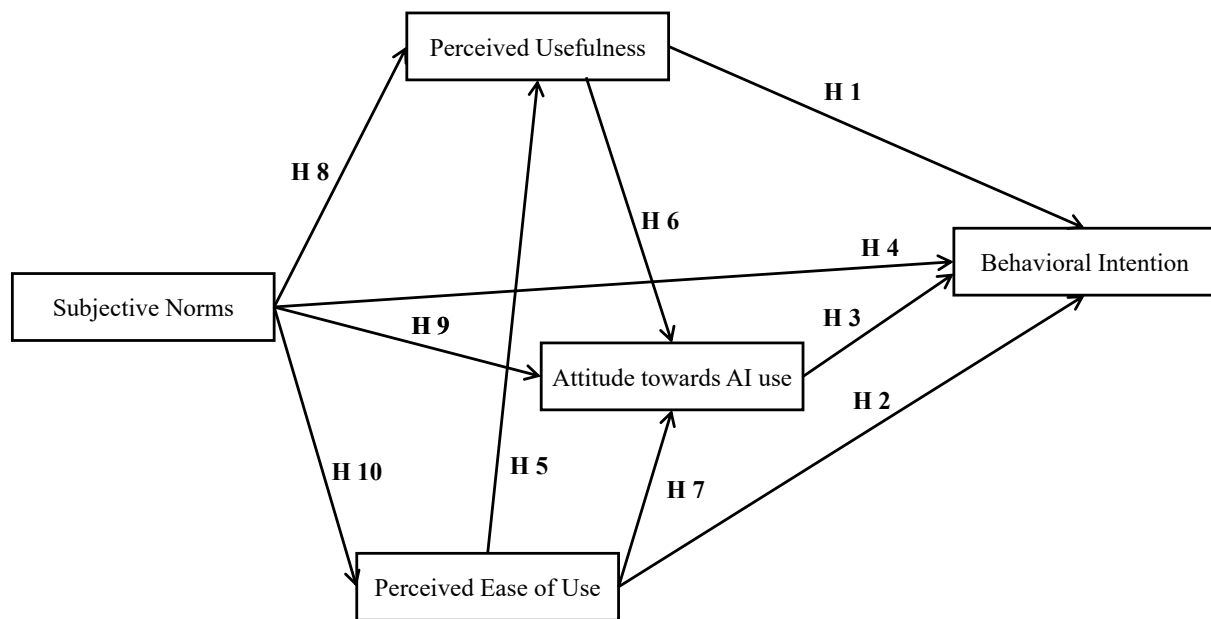 Perceived Usefulness
H 1
H 8
H 6
H 4
Behavioral Intention
Subjective Norms
H 9
H 3
Attitude towards AI use
H 2
H 10
H 5
H 7
Perceived Ease of Use